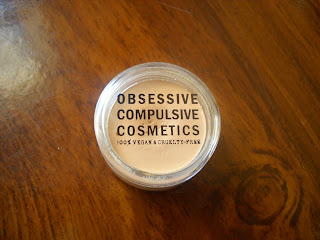 OBSESSIVE
COMPULSIVE
COSMETICS
100% VEGAN & CRUELTY-FREE